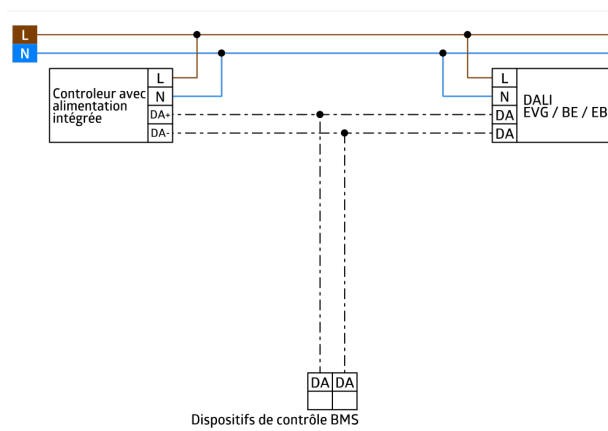 L
N
Controleur avec
alimentation
intégrée
L
N
DA+
DA-
L
N
DA
DA
DALI
EVG / BE / EB
DA DA
Dispositifs de contrôle BMS